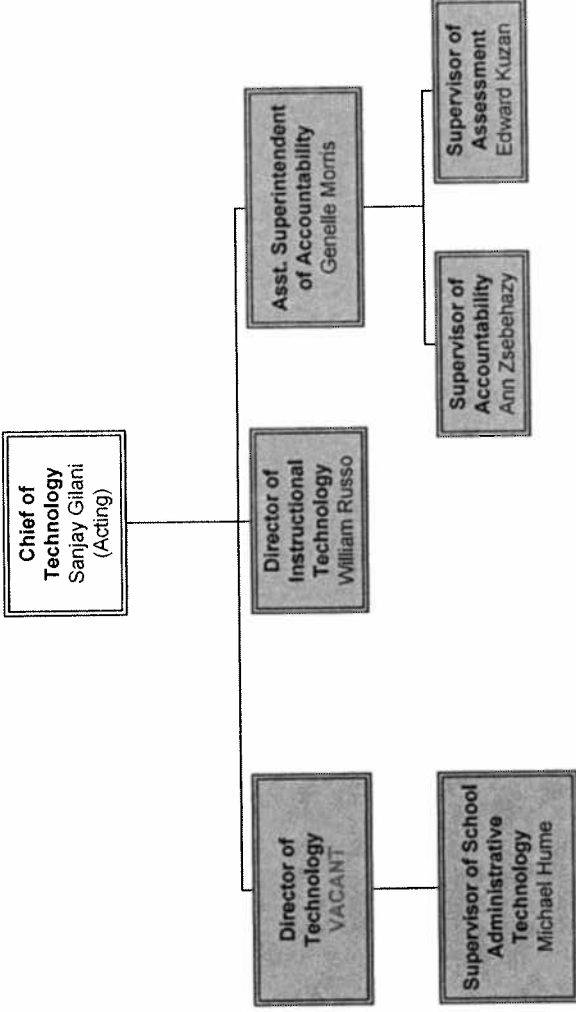 Chief of
Technology
Sanjay Gilani
(Acting)
Director of
Technology
VACANT
Director of
Instructional
Technology
William Russo
Asst. Superintendent
of Accountability
Genelle Morris
Supervisor of School
Administrative
Technology
Michael Hume
Supervisor of
Accountability
Ann Zsebehazy
Supervisor of
Assessment
Edward Kuzan